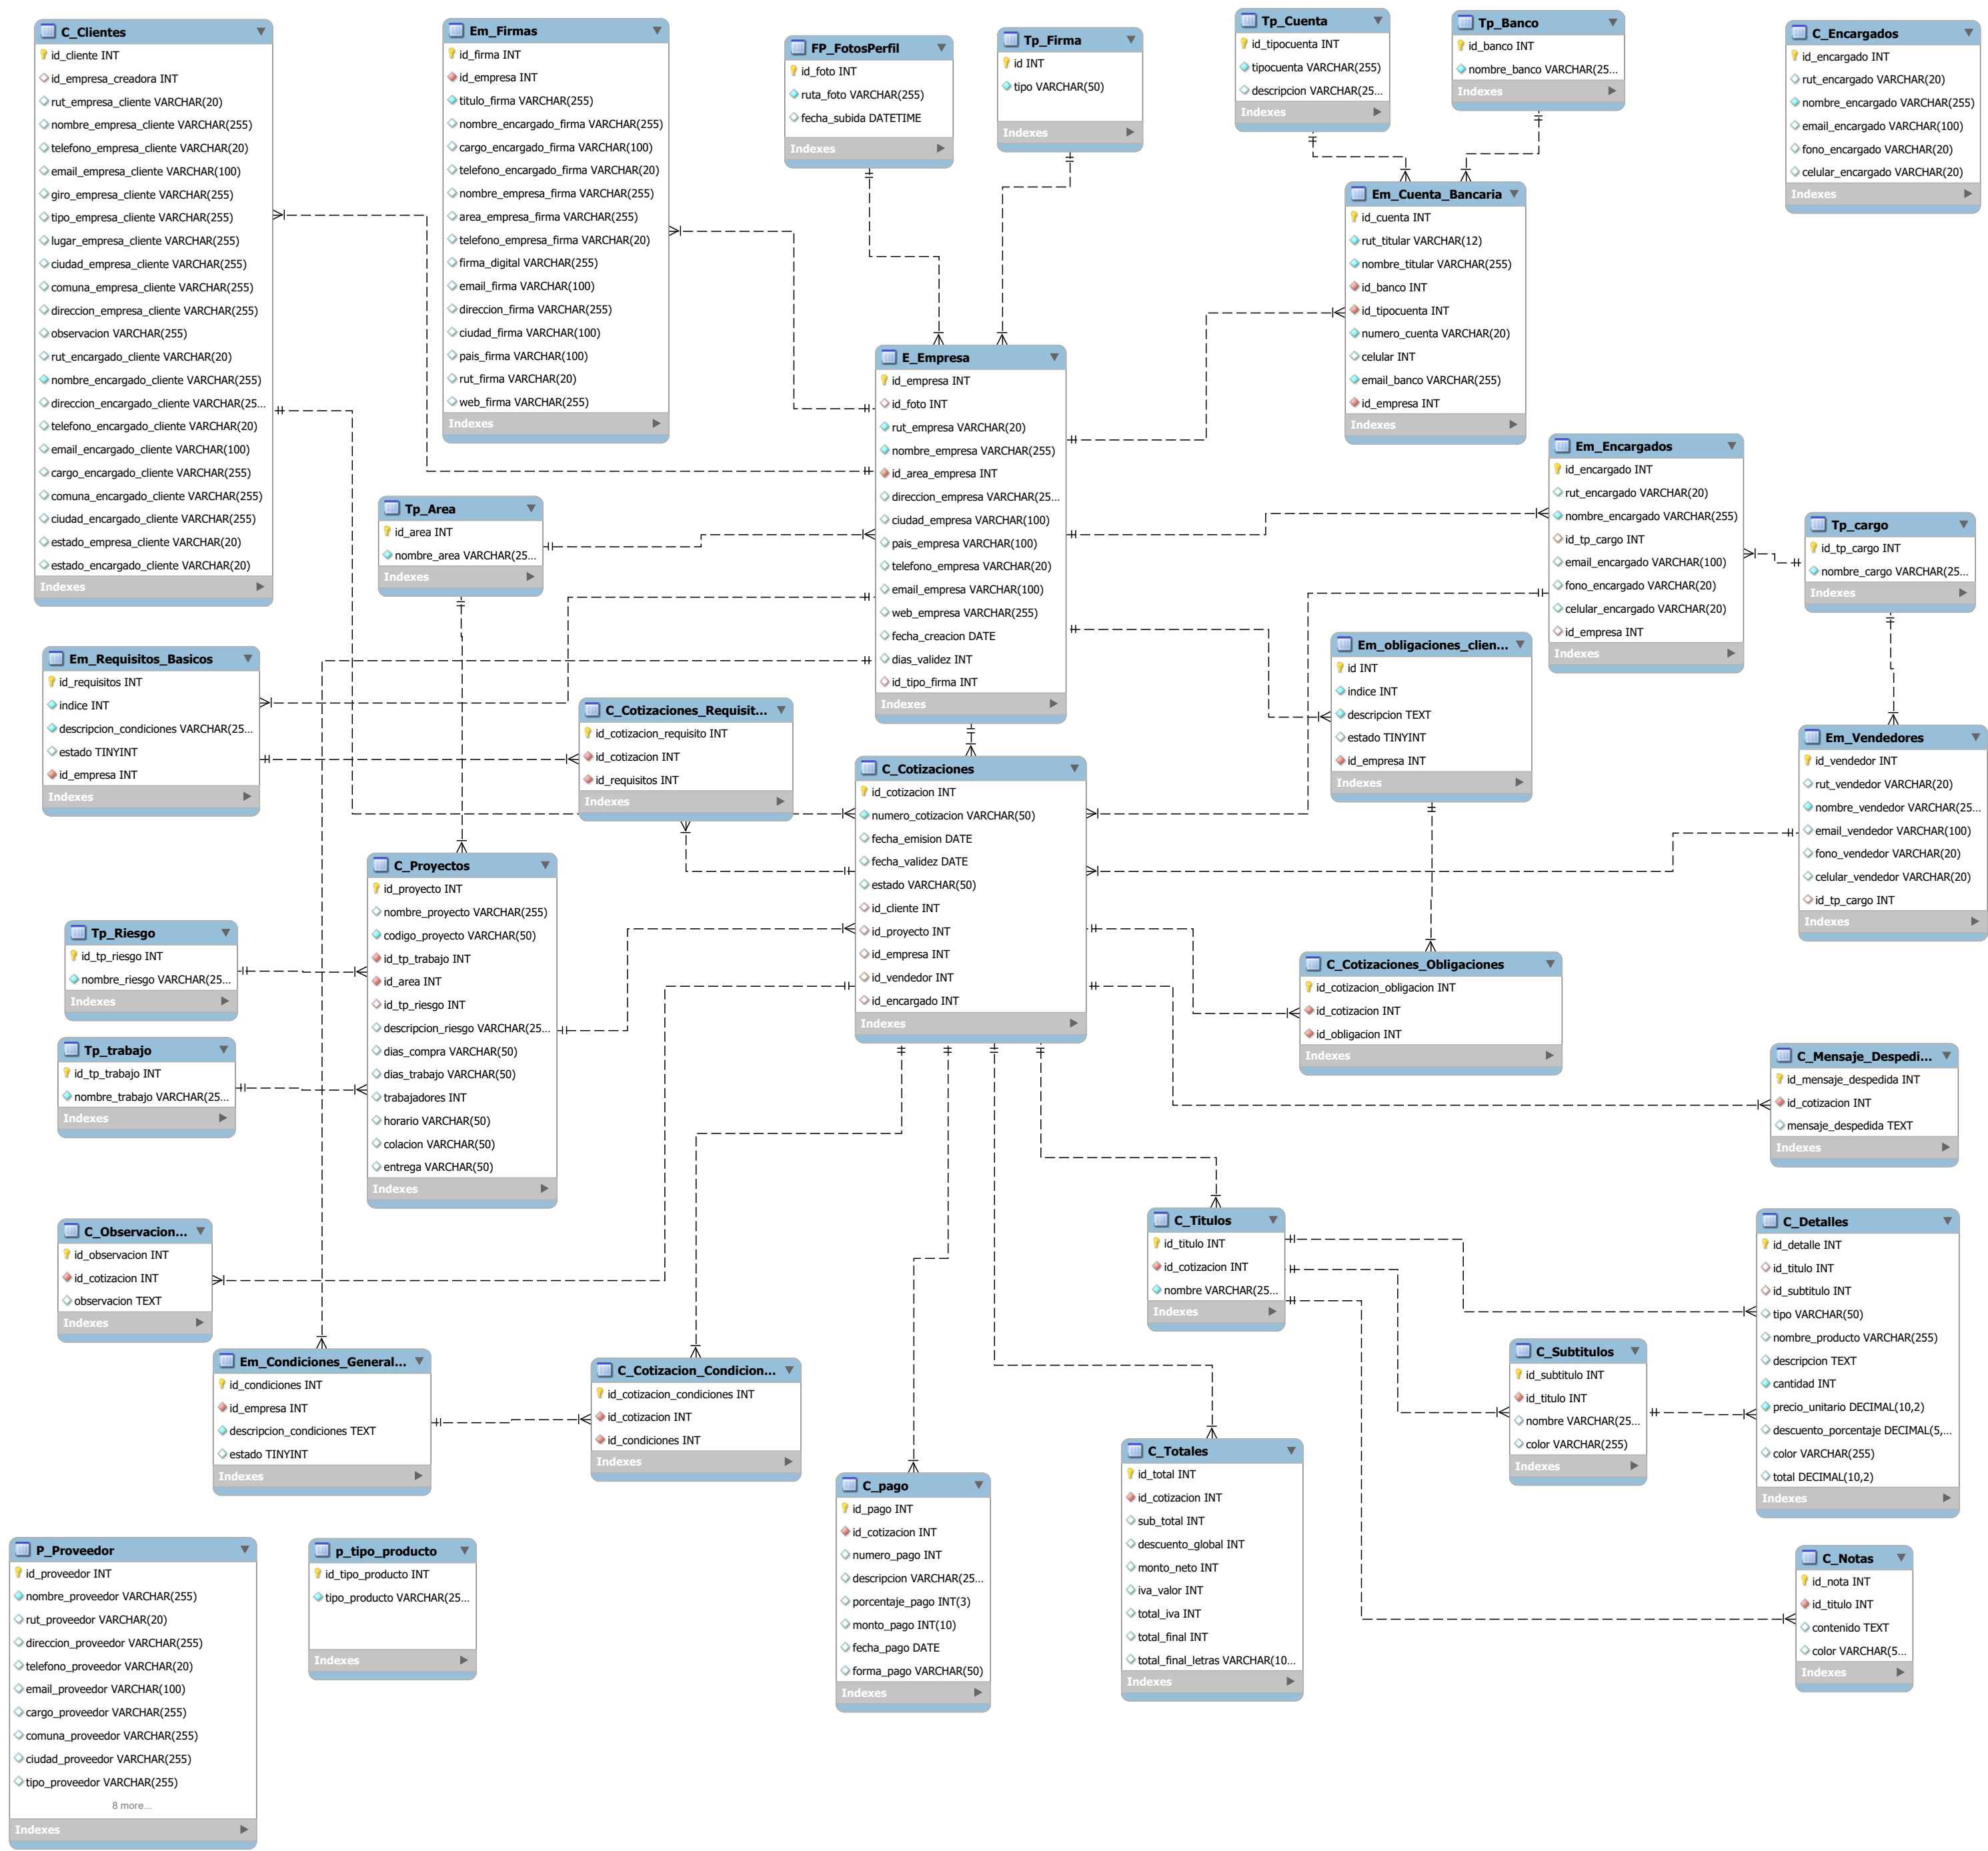 C_Clientes
id_cliente INT
id_empresa_creadora INT
rut_empresa_cliente VARCHAR(20)
nombre_empresa_cliente VARCHAR(255)
telefono_empresa_cliente VARCHAR(20)
email_empresa_cliente VARCHAR(100)
giro_empresa_cliente VARCHAR(255)
tipo_empresa_cliente VARCHAR(255)
lugar_empresa_cliente VARCHAR(255)
ciudad_empresa_cliente VARCHAR(255)
comuna_empresa_cliente VARCHAR(255)
direccion_empresa_cliente VARCHAR(255)
observacion VARCHAR(255)
rut_encargado_cliente VARCHAR(20)
nombre_encargado_cliente VARCHAR(255)
direccion_encargado_cliente VARCHAR(25...
telefono_encargado_cliente VARCHAR(20)
email_encargado_cliente VARCHAR(100)
cargo_encargado_cliente VARCHAR(255)
comuna_encargado_cliente VARCHAR(255)
ciudad_encargado_cliente VARCHAR(255)
estado_empresa_cliente VARCHAR(20)
estado_encargado_cliente VARCHAR(20)
Indexes
Em_Firmas
id_firma INT
id_empresa INT
titulo_firma VARCHAR(255)
nombre_encargado_firma VARCHAR(255)
cargo_encargado_firma VARCHAR(100)
telefono_encargado_firma VARCHAR(20)
nombre_empresa_firma VARCHAR(255)
area_empresa_firma VARCHAR(255)
telefono_empresa_firma VARCHAR(20)
firma_digital VARCHAR(255)
email_firma VARCHAR(100)
direccion_firma VARCHAR(255)
ciudad_firma VARCHAR(100)
pais_firma VARCHAR(100)
rut_firma VARCHAR(20)
web_firma VARCHAR(255)
Indexes
FP_FotosPerfil
id_foto INT
ruta_foto VARCHAR(255)
fecha_subida DATETIME
Indexes
Tp_Firma
id INT
tipo VARCHAR(50)
Indexes
Tp_Cuenta
id_tipocuenta INT
tipocuenta VARCHAR(255)
descripcion VARCHAR(25...
Indexes
Tp_Banco
id_banco INT
nombre_banco VARCHAR(25...
Indexes
C_Encargados
id_encargado INT
rut_encargado VARCHAR(20)
nombre_encargado VARCHAR(255)
email_encargado VARCHAR(100)
fono_encargado VARCHAR(20)
celular_encargado VARCHAR(20)
Indexes
Em_Cuenta_Bancaria
id_cuenta INT
rut_titular VARCHAR(12)
nombre_titular VARCHAR(255)
id_banco INT
id_tipocuenta INT
numero_cuenta VARCHAR(20)
celular INT
email_banco VARCHAR(255)
id_empresa INT
Indexes
E_Empresa
id_empresa INT
id_foto INT
rut_empresa VARCHAR(20)
nombre_empresa VARCHAR(255)
id_area_empresa INT
direccion_empresa VARCHAR(25...
ciudad_empresa VARCHAR(100)
pais_empresa VARCHAR(100)
telefono_empresa VARCHAR(20)
email_empresa VARCHAR(100)
web_empresa VARCHAR(255)
fecha_creacion DATE
dias_validez INT
id_tipo_firma INT
Indexes
Em_Encargados
id_encargado INT
rut_encargado VARCHAR(20)
nombre_encargado VARCHAR(255)
id_tp_cargo INT
email_encargado VARCHAR(100)
fono_encargado VARCHAR(20)
celular_encargado VARCHAR(20)
id_empresa INT
Indexes
Tp_Area
id_area INT
nombre_area VARCHAR(25...
Indexes
Tp_cargo
id_tp_cargo INT
nombre_cargo VARCHAR(25...
Indexes
Em_Requisitos_Basicos
id_requisitos INT
indice INT
descripcion_condiciones VARCHAR(25...
estado TINYINT
id_empresa INT
Indexes
C_Cotizaciones_Requisit...
id_cotizacion_requisito INT
id_cotizacion INT
id_requisitos INT
Indexes
Em_obligaciones_clien...
id INT
indice INT
descripcion TEXT
estado TINYINT
id_empresa INT
Indexes
Em_Vendedores
id_vendedor INT
rut_vendedor VARCHAR(20)
nombre_vendedor VARCHAR(25...
email_vendedor VARCHAR(100)
fono_vendedor VARCHAR(20)
celular_vendedor VARCHAR(20)
id_tp_cargo INT
Indexes
C_Cotizaciones
id_cotizacion INT
numero_cotizacion VARCHAR(50)
fecha_emision DATE
fecha_validez DATE
estado VARCHAR(50)
id_cliente INT
id_proyecto INT
id_empresa INT
id_vendedor INT
id_encargado INT
Indexes
C_Proyectos
id_proyecto INT
nombre_proyecto VARCHAR(255)
codigo_proyecto VARCHAR(50)
id_tp_trabajo INT
id_area INT
id_tp_riesgo INT
descripcion_riesgo VARCHAR(25...
dias_compra VARCHAR(50)
dias_trabajo VARCHAR(50)
trabajadores INT
horario VARCHAR(50)
colacion VARCHAR(50)
entrega VARCHAR(50)
Indexes
Tp_Riesgo
id_tp_riesgo INT
nombre_riesgo VARCHAR(25...
Indexes
Tp_trabajo
id_tp_trabajo INT
nombre_trabajo VARCHAR(25...
Indexes
C_Cotizaciones_Obligaciones
id_cotizacion_obligacion INT
id_cotizacion INT
id_obligacion INT
Indexes
C_Mensaje_Despedi...
id_mensaje_despedida INT
id_cotizacion INT
mensaje_despedida TEXT
Indexes
C_Observacion...
id_observacion INT
id_cotizacion INT
observacion TEXT
Indexes
C_Titulos
id_titulo INT
id_cotizacion INT
nombre VARCHAR(25...
Indexes
C_Detalles
id_detalle INT
id_titulo INT
id_subtitulo INT
tipo VARCHAR(50)
nombre_producto VARCHAR(255)
descripcion TEXT
cantidad INT
precio_unitario DECIMAL(10,2)
descuento_porcentaje DECIMAL(5,...
color VARCHAR(255)
total DECIMAL(10,2)
Indexes
Em_Condiciones_General...
id_condiciones INT
id_empresa INT
descripcion_condiciones TEXT
estado TINYINT
Indexes
C_Cotizacion_Condicion...
id_cotizacion_condiciones INT
id_cotizacion INT
id_condiciones INT
Indexes
C_Subtitulos
id_subtitulo INT
id_titulo INT
nombre VARCHAR(25...
color VARCHAR(255)
Indexes
C_Totales
id_total INT
id_cotizacion INT
sub_total INT
descuento_global INT
monto_neto INT
iva_valor INT
total_iva INT
total_final INT
total_final_letras VARCHAR(10...
Indexes
C_pago
id_pago INT
id_cotizacion INT
numero_pago INT
descripcion VARCHAR(25...
porcentaje_pago INT(3)
monto_pago INT(10)
fecha_pago DATE
forma_pago VARCHAR(50)
Indexes
P_Proveedor
id_proveedor INT
nombre_proveedor VARCHAR(255)
rut_proveedor VARCHAR(20)
direccion_proveedor VARCHAR(255)
telefono_proveedor VARCHAR(20)
email_proveedor VARCHAR(100)
cargo_proveedor VARCHAR(255)
comuna_proveedor VARCHAR(255)
ciudad_proveedor VARCHAR(255)
tipo_proveedor VARCHAR(255)
8 more...
Indexes
p_tipo_producto
id_tipo_producto INT
tipo_producto VARCHAR(25...
Indexes
C_Notas
id_nota INT
id_titulo INT
contenido TEXT
color VARCHAR(5...
Indexes